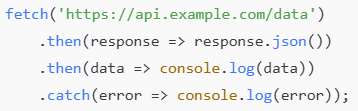 fetch('https://api.example.com/data')
    .then(response => response.json())
    .then(data => console.log(data))
    .catch(error => console.log(error));